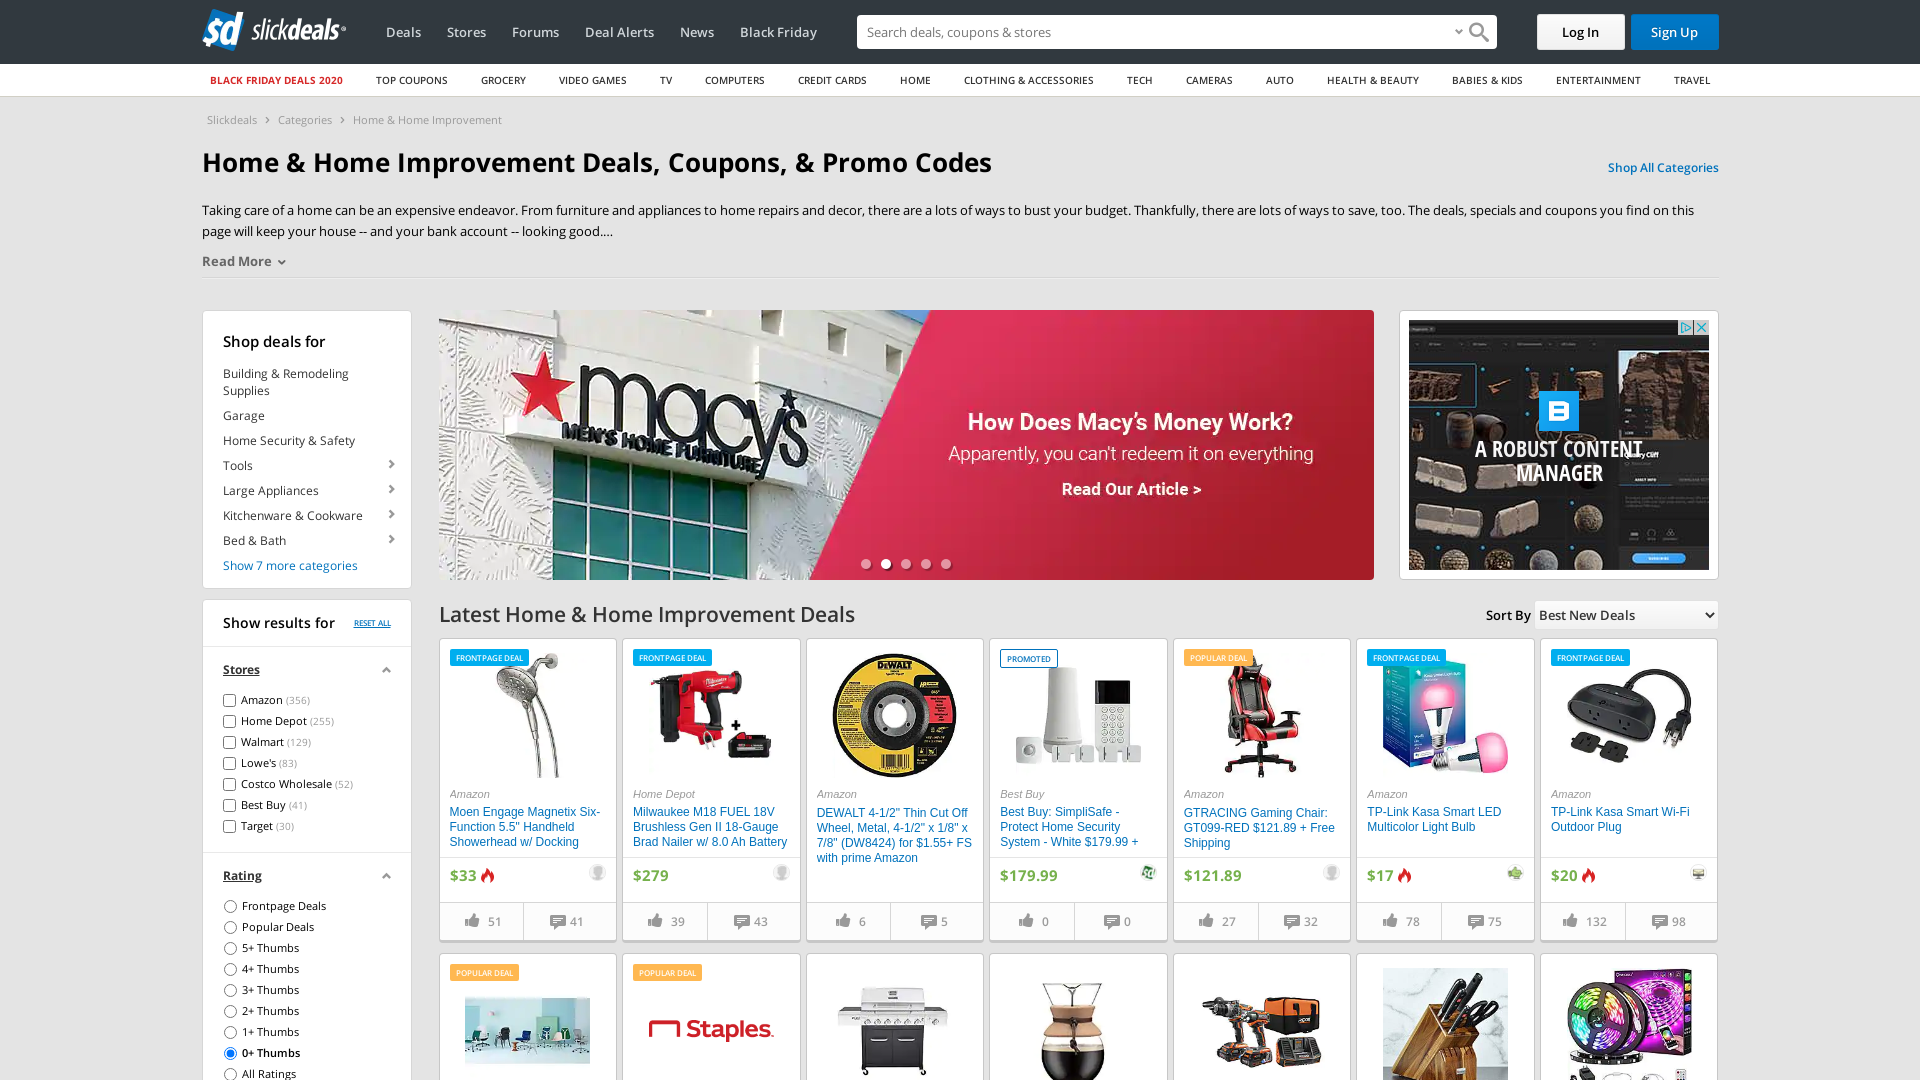 slickdeals
Deals
Stores
Forums
Deal Alerts
News
Black Friday
Search deals, coupons & stores
Log In
Sign Up
BLACK FRIDAY DEALS 2020
TOP COUPONS
GROCERY
VIDEO GAMES
TV
COMPUTERS
CREDIT CARDS
HOME
CLOTHING & ACCESSORIES
TECH
CAMERAS
AUTO
HEALTH & BEAUTY
BABIES & KIDS
ENTERTAINMENT
TRAVEL
Slickdeals > Categories > Home & Home Improvement
Home & Home Improvement Deals, Coupons, & Promo Codes
Shop All Categories
Taking care of a home can be an expensive endeavor. From furniture and appliances to home repairs and decor, there are a lots of ways to bust your budget. Thankfully, there are lots of ways to save, too. The deals, specials and coupons you find on this
page will keep your house -- and your bank account -- looking good....
Read More
Shop deals for
Building & Remodeling
Supplies
Garage
Home Security & Safety
Tools
Large Appliances
Kitchenware & Cookware
Bed & Bath
Show 7 more categories
macys
MEN'S HOME FURNITURE
How Does Macy's Money Work?
Apparently, you can't redeem it on everything
Read Our Article >
A ROBUST CONTENT
MANAGER
Show results for
RESET ALL
Stores
Amazon (356)
Home Depot (255)
Walmart (129)
Lowe's (83)
Costco Wholesale (52)
Best Buy (41)
Target (30)
Rating
Frontpage Deals
Popular Deals
5+ Thumbs
4+ Thumbs
3+ Thumbs
2+ Thumbs
1+ Thumbs
0+ Thumbs
All Ratings
Latest Home & Home Improvement Deals
Sort By
Best New Deals
FRONTPAGE DEAL
Amazon
Moen Engage Magnetix Six-
Function 5.5" Handheld
Showerhead w/ Docking
$33
51
41
FRONTPAGE DEAL
Home Depot
Milwaukee M18 FUEL 18V
Brushless Gen II 18-Gauge
Brad Nailer w/ 8.0 Ah Battery
$279
39
43
DEWALT
Amazon
DEWALT 4-1/2" Thin Cut Off
Wheel, Metal, 4-1/2" x 1/8" x
7/8" (DW8424) for $1.55+ FS
with prime Amazon
6
5
PROMOTED
Best Buy
Best Buy: SimpliSafe -
Protect Home Security
System - White $179.99 +
$179.99
0
0
POPULAR DEAL
Amazon
GTRACING Gaming Chair:
GT099-RED $121.89 + Free
Shipping
$121.89
27
32
FRONTPAGE DEAL
Amazon
TP-Link Kasa Smart LED
Multicolor Light Bulb
$17
78
75
FRONTPAGE DEAL
Amazon
TP-Link Kasa Smart Wi-Fi
Outdoor Plug
$20
132
98
POPULAR DEAL
POPULAR DEAL
Staples